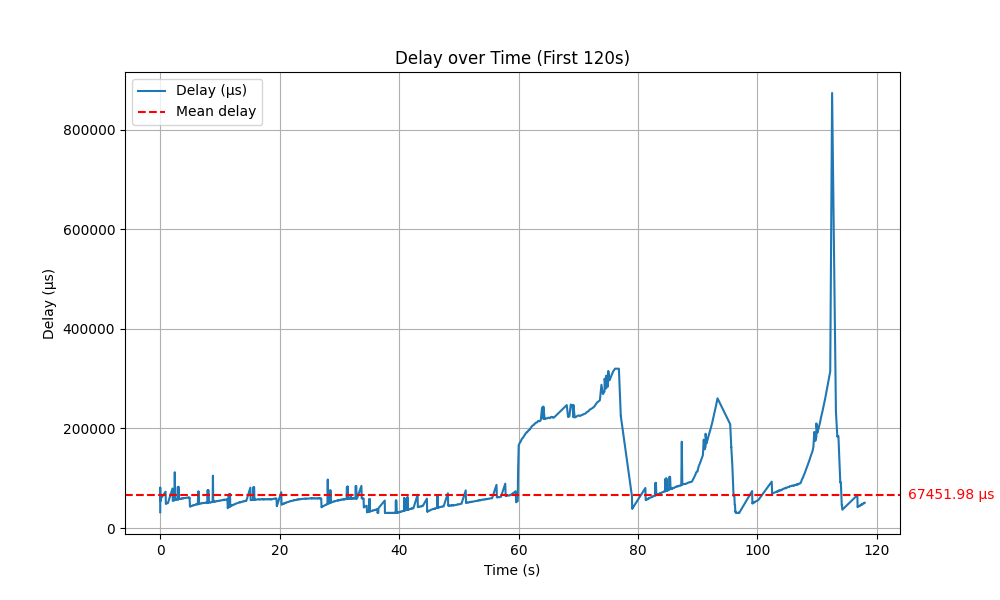 Delay over Time (First 120s)
Delay (µs)
Mean delay
800000
600000
400000
200000
0
Delay (µs)
67451.98 µs
0 20 40 60 80 100 120
Time (s)